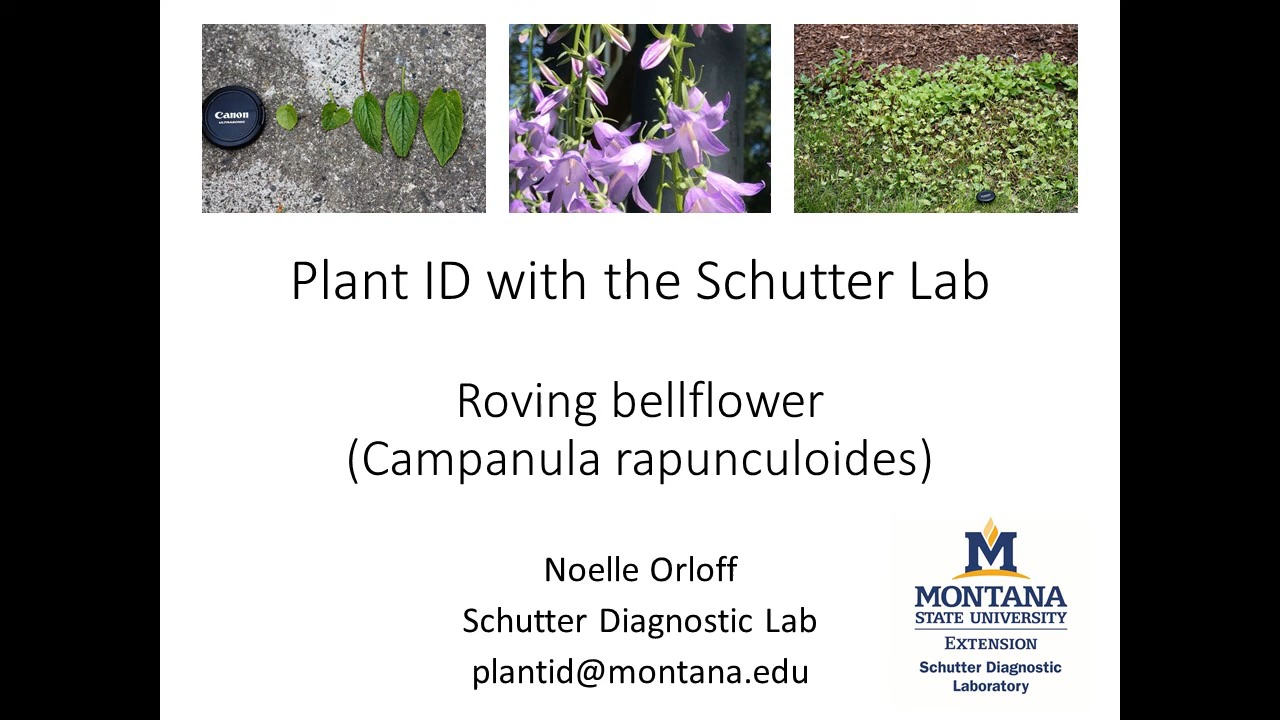 Canon
ULTRASONIC
Plant ID with the Schutter Lab
Roving bellflower
(Campanula rapunculoides)
Noelle Orloff
Schutter Diagnostic Lab
plantid@montana.edu
M
MONTANA
STATE UNIVERSITY
EXTENSION
Schutter Diagnostic
Laboratory